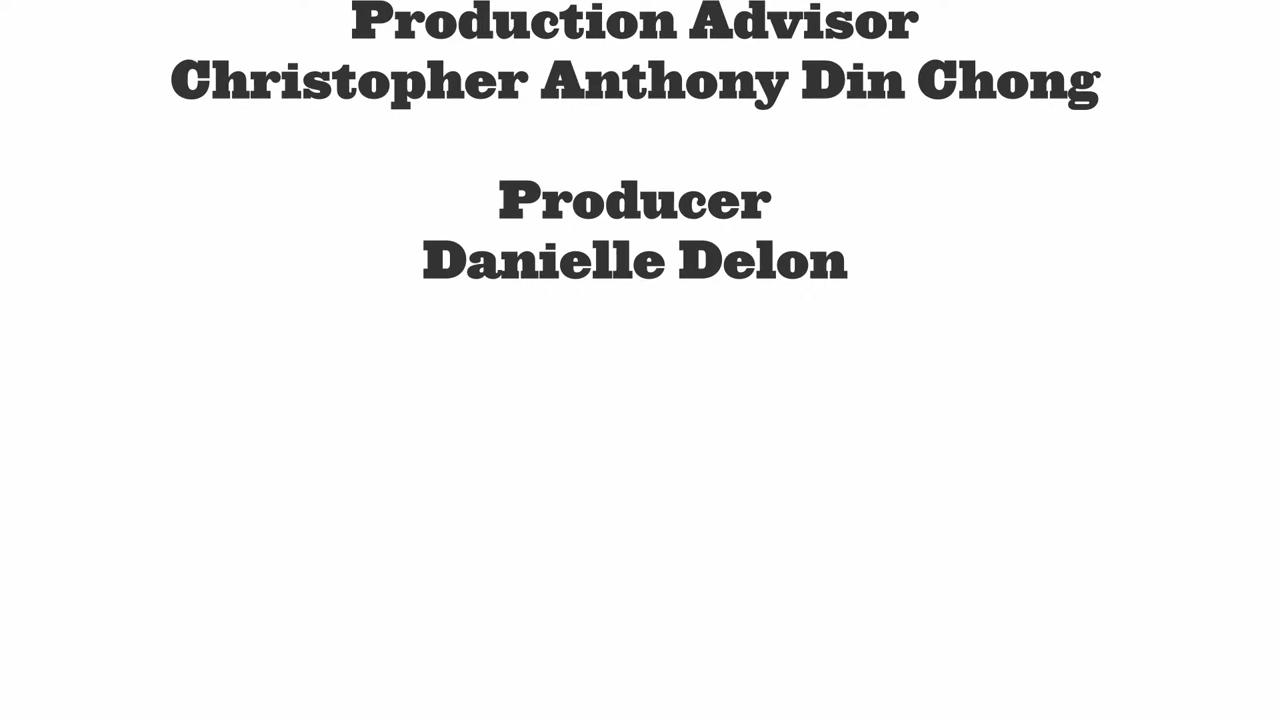 Production Advisor
Christopher Anthony Din Chong
Producer
Danielle Delon